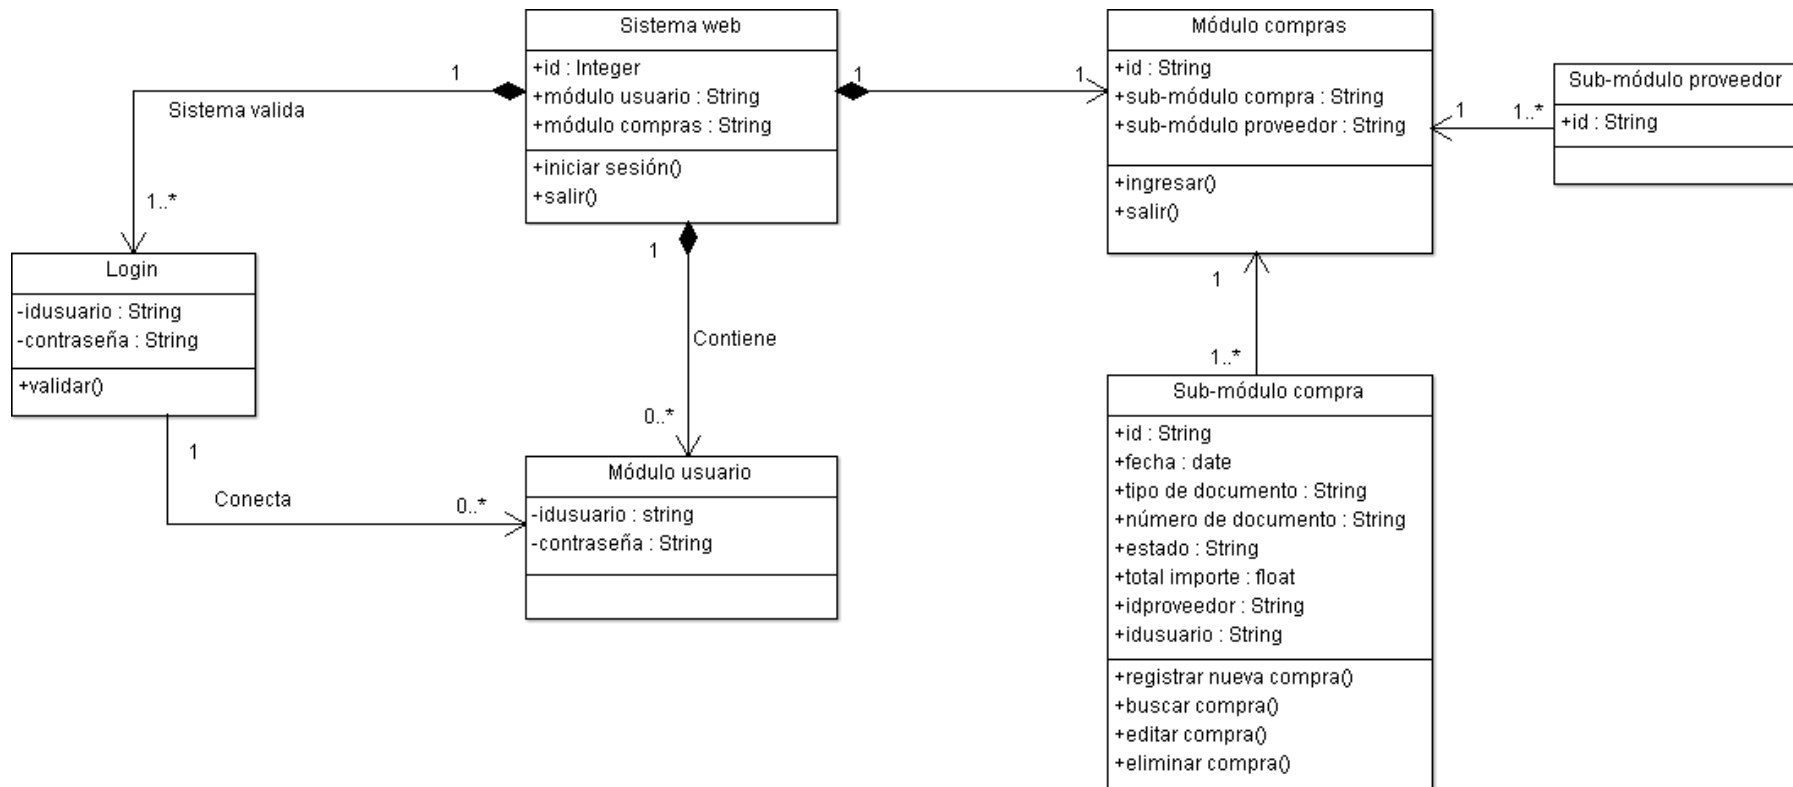 Sistema web
+id : Integer
+módulo usuario : String
+módulo compras : String
+iniciar sesión()
+salir()
1
Sistema valida
1..*
1
1
Módulo compras
+id : String
+sub-módulo compra : String
+sub-módulo proveedor : String
+ingresar()
+salir()
1
1..*
Sub-módulo proveedor
+id : String
Login
-idusuario : String
-contraseña : String
+validar()
1
Contiene
0..*
1
Conecta
0..*
Módulo usuario
-idusuario : string
-contraseña : String
1
1..*
Sub-módulo compra
+id : String
+fecha : date
+tipo de documento : String
+número de documento : String
+estado : String
+total importe : float
+idproveedor : String
+idusuario : String
+registrar nueva compra()
+buscar compra()
+editar compra()
+eliminar compra()